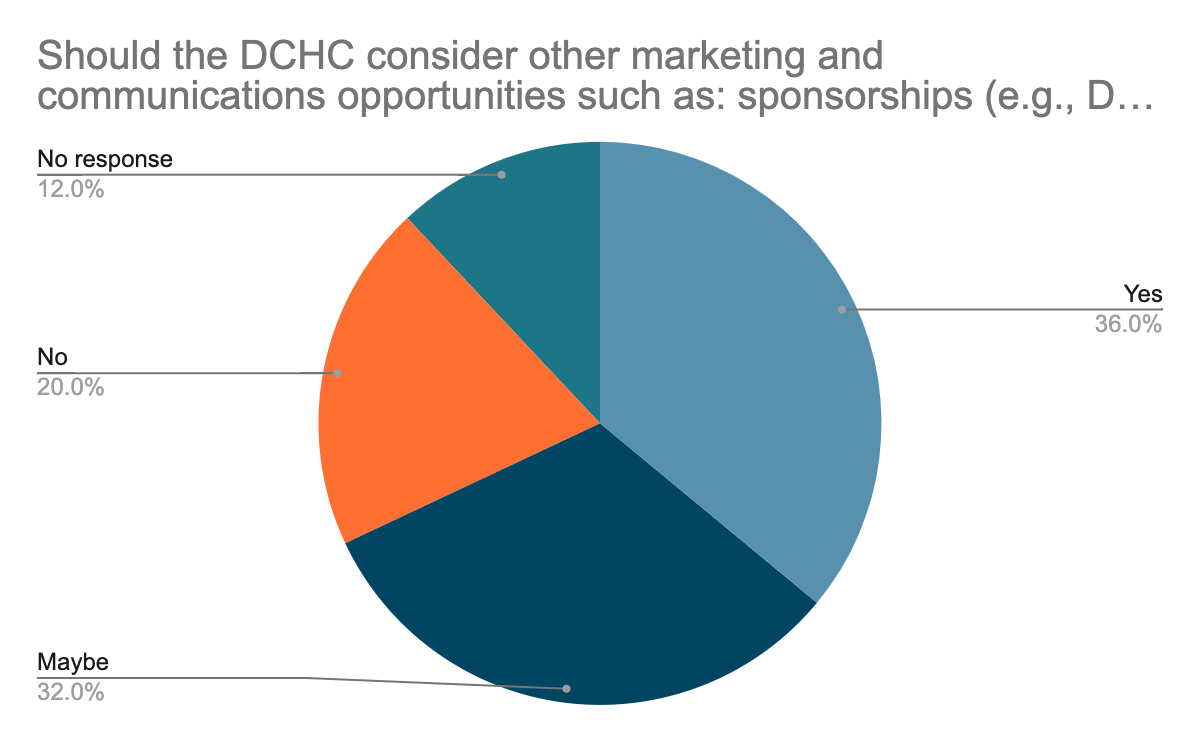 Should the DCHC consider other marketing and
communications opportunities such as: sponsorships (e.g., D…
No response
12.0%
Yes
36.0%
No
20.0%
Maybe
32.0%